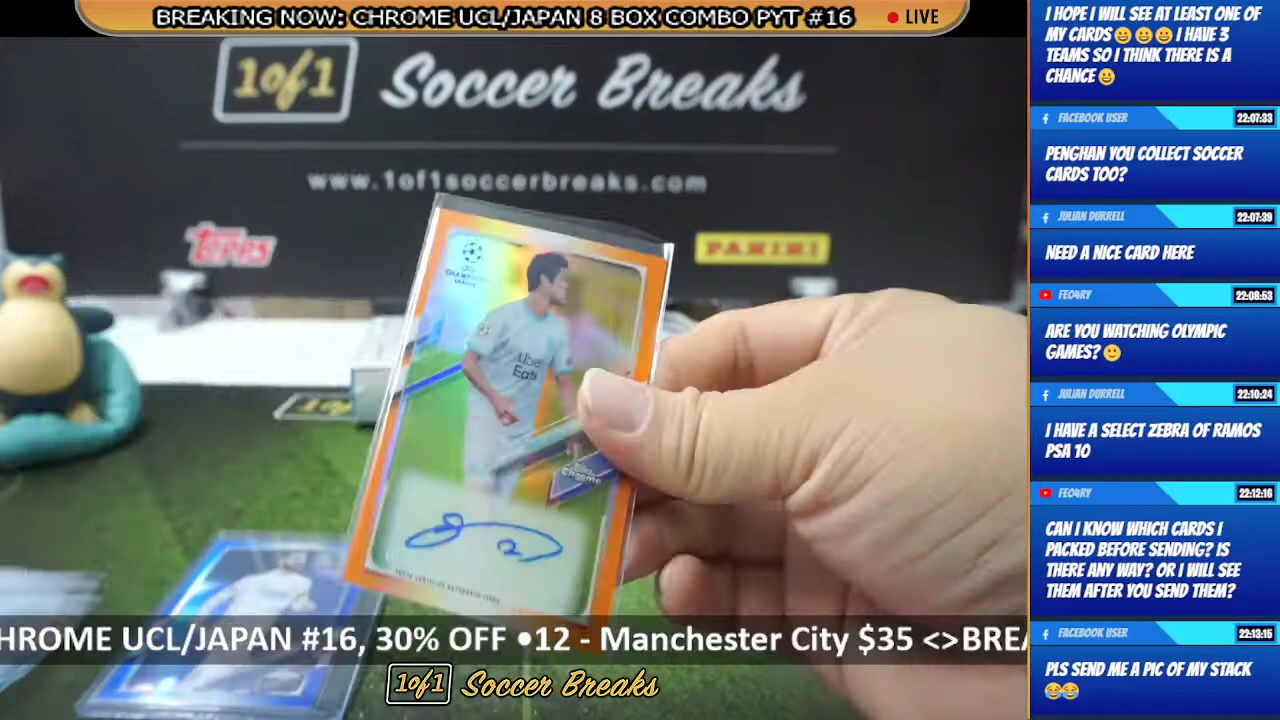 BREAKING NOW: CHROME UCL/JAPAN 8 BOX COMBO PYT #16
LIVE
1of1 Soccer Breaks
www.1of1soccerbreaks.com
topps
PANINI
CHAMPIONS
LEAGUE
Uber
Eats
Topps
Chrome
HROME UCL/JAPAN #16, 30% OFF •12 - Manchester City $35 <>BREA
1of1 Soccer Breaks
I HOPE I WILL SEE AT LEAST ONE OF
MY CARDS😀😀😀 I HAVE 3
TEAMS SO I THINK THERE IS A
CHANCE 😀
FACEBOOK USER 22:07:33
PENGHAN YOU COLLECT SOCCER
CARDS TOO?
JULIAN DURRELL 22:07:39
NEED A NICE CARD HERE
FEO4RY 22:08:53
ARE YOU WATCHING OLYMPIC
GAMES? 🙂
JULIAN DURRELL 22:10:24
I HAVE A SELECT ZEBRA OF RAMOS
PSA 10
FEO4RY 22:12:16
CAN I KNOW WHICH CARDS I
PACKED BEFORE SENDING? IS
THERE ANY WAY? OR I WILL SEE
THEM AFTER YOU SEND THEM?
FACEBOOK USER 22:13:15
PLS SEND ME A PIC OF MY STACK
😂😂